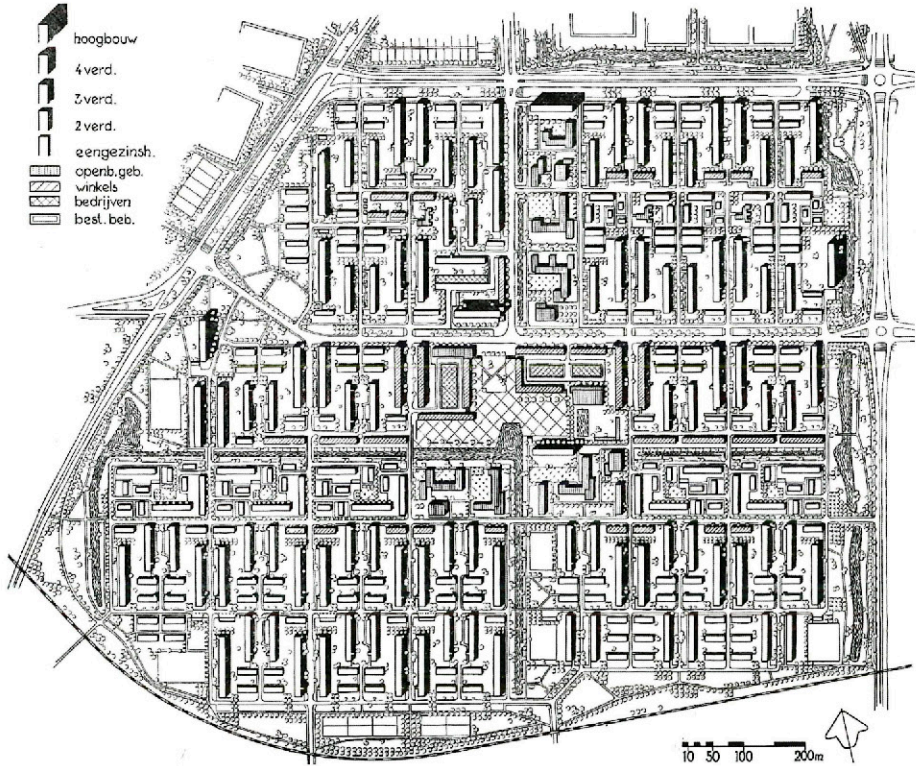 hoogbouw
4 verd.
3 verd.
2 verd.
eengezinsh.
openb. geb.
winkels
bedrijven
best. beb.
10 50 100 200m